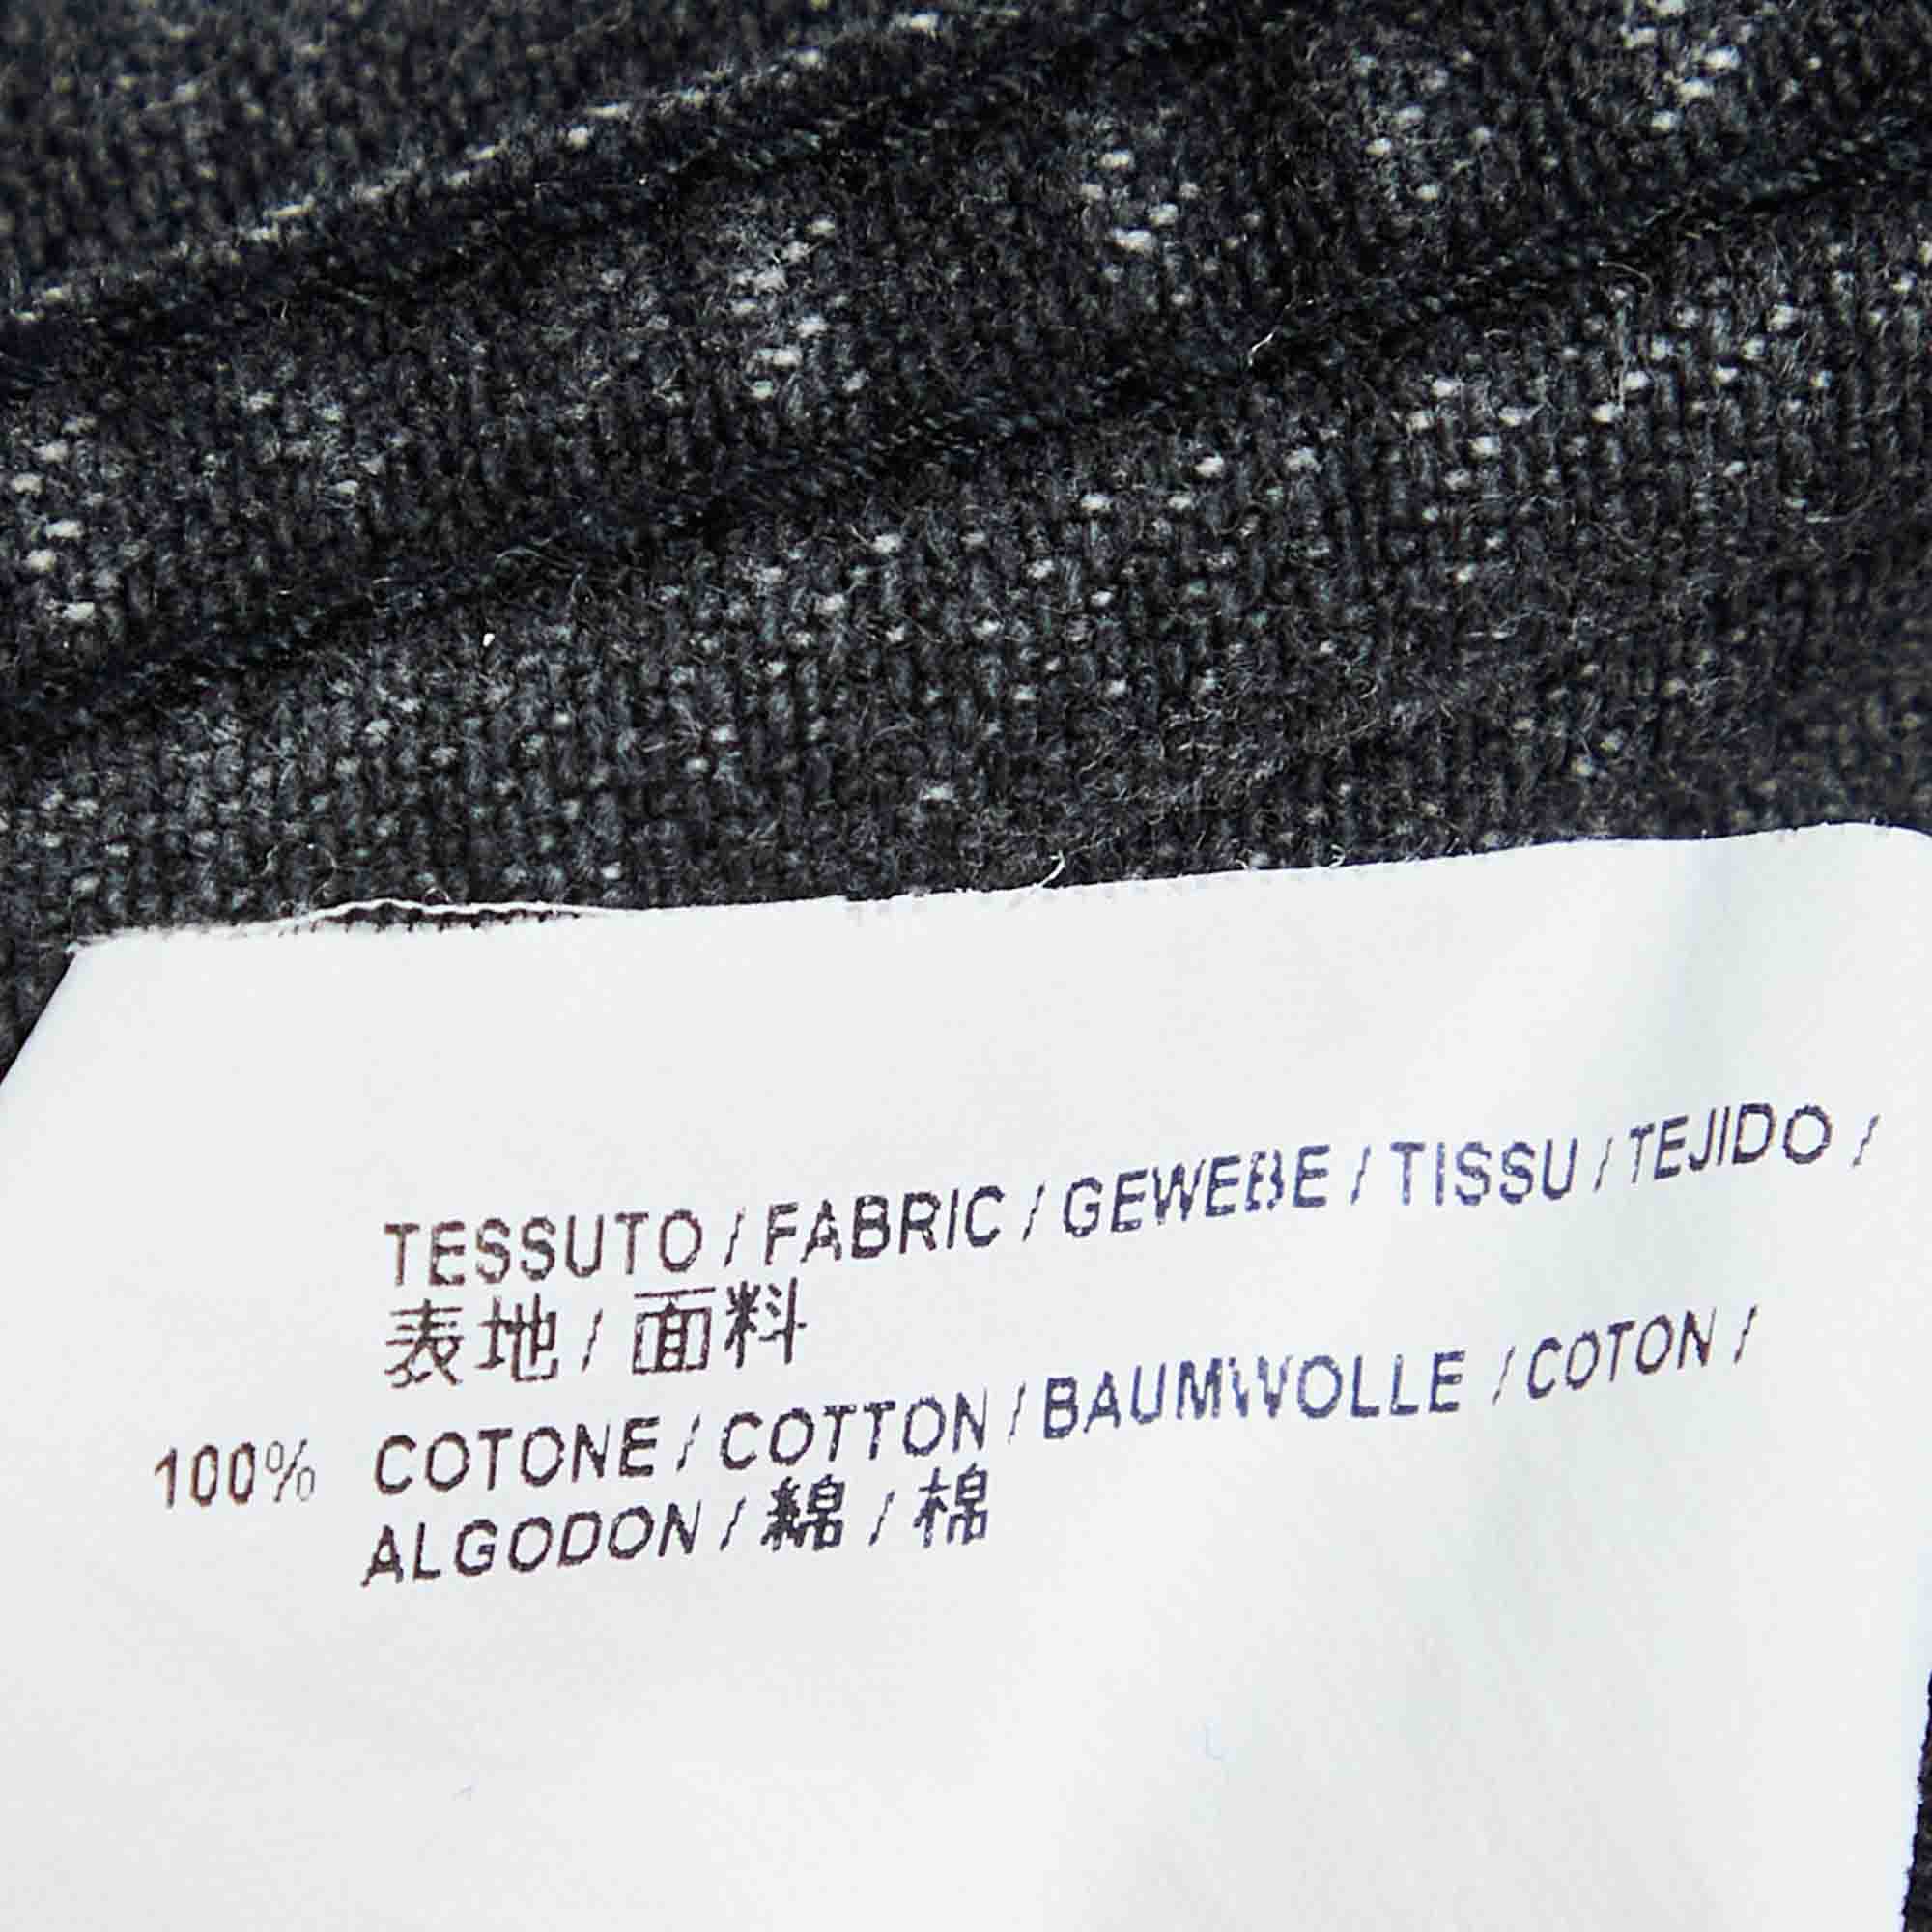 TESSUTO / FABRIC / GEWEBE / TISSU / TEJIDO /
表地 / 面料
100% COTONE / COTTON / BAUMWOLLE / COTON /
ALGODON / 綿 / 棉